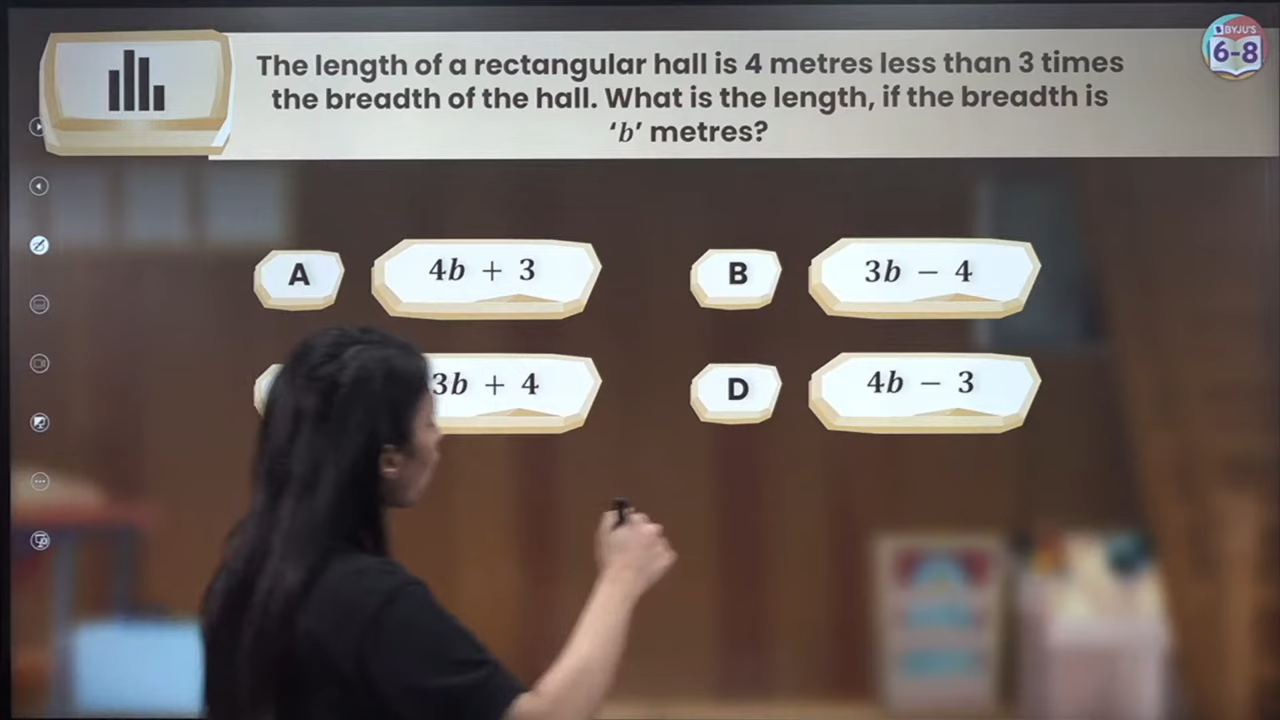 BYJU'S
6-8
The length of a rectangular hall is 4 metres less than 3 times
the breadth of the hall. What is the length, if the breadth is
‘b’ metres?
A 4b + 3
B 3b − 4
3b + 4
D 4b − 3